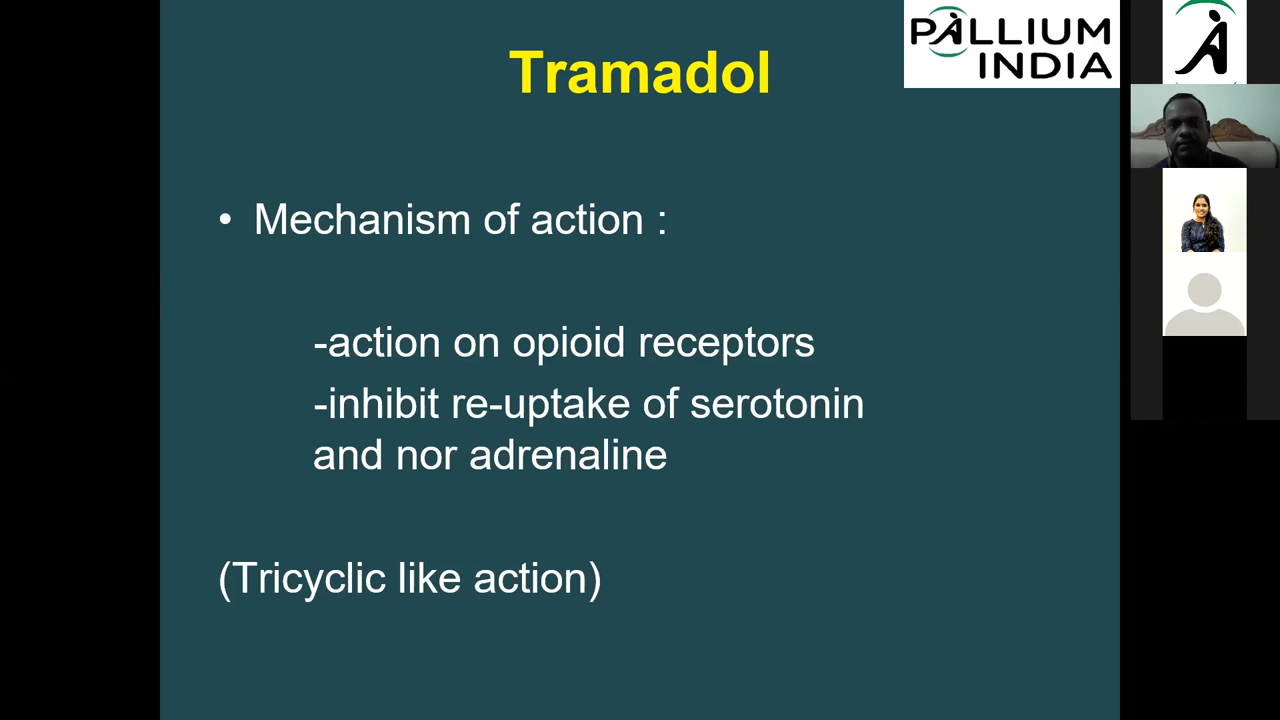 PALLIUM
INDIA
Tramadol
• Mechanism of action :
-action on opioid receptors
-inhibit re-uptake of serotonin
and nor adrenaline
(Tricyclic like action)